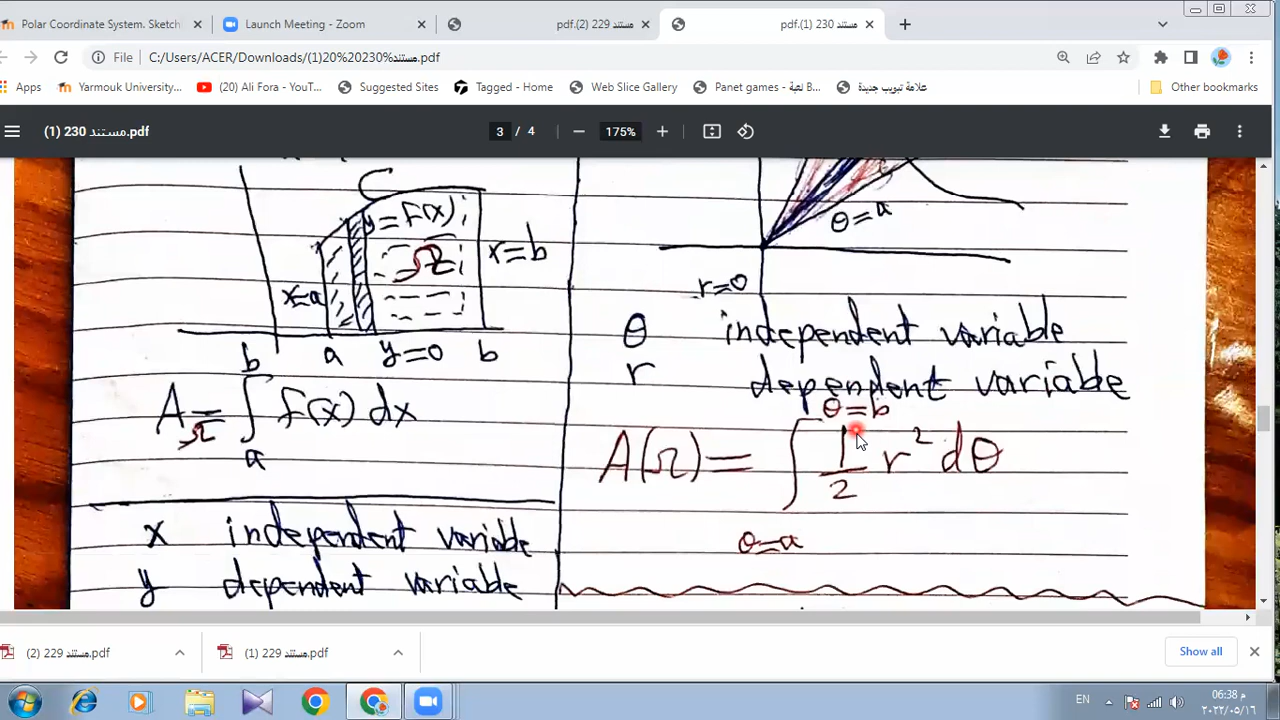 Polar Coordinate System. Sketch
Launch Meeting - Zoom
مستند 229 (2).pdf
مستند 230 (1).pdf
File
C:/Users/ACER/Downloads/(1)20%20230%مستند.pdf
Apps
Yarmouk University...
(20) Ali Fora - YouT...
Suggested Sites
Tagged - Home
Web Slice Gallery
Panet games - لعبة B...
علامة تبويب جديدة
Other bookmarks
(1) 230 مستند.pdf
3 / 4
175%
C
y=f(x)
Ω
x=b
x=a
a y=0 b
A_Ω = ∫_a^b f(x) dx
x independent variable
y dependent variable
θ=a
r=0
θ independent variable
r dependent variable
θ=b
A(Ω) = ∫ 1/2 r² dθ
θ=a
(2) 229 مستند.pdf
(1) 229 مستند.pdf
Show all
EN
06:38 م
٢٠٢٢/٠٥/١٦